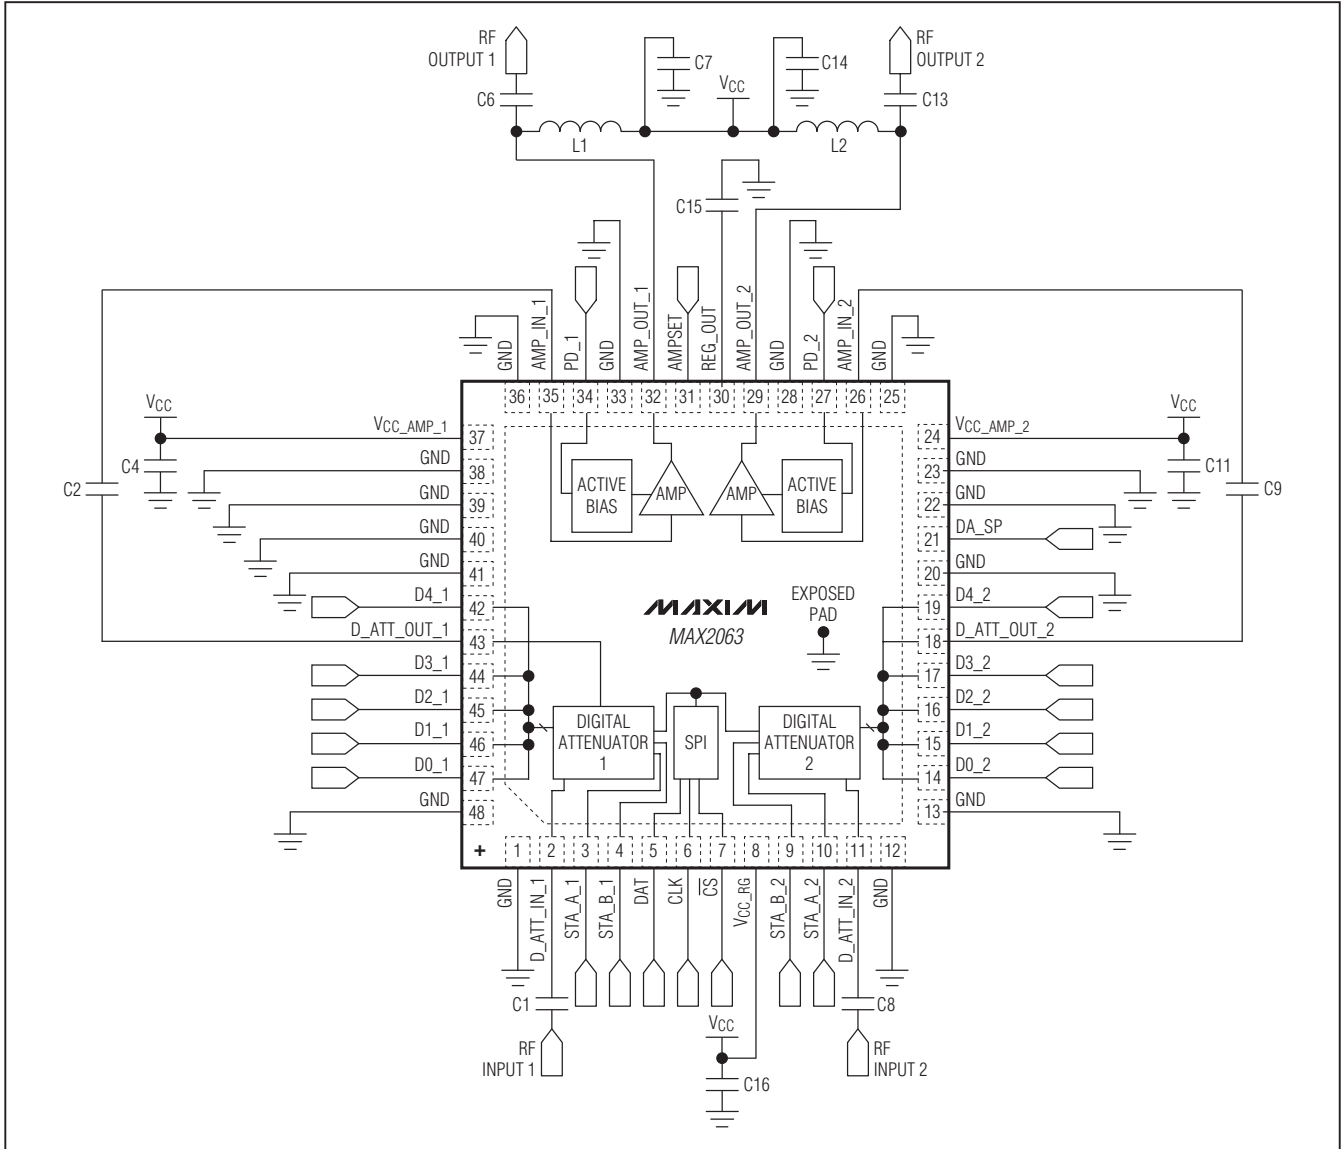 RF
OUTPUT 1
C6
L1
C7
VCC
C14
L2
RF
OUTPUT 2
C13
C15
GND
AMP_IN_1
PD_1
GND
AMP_OUT_1
AMPSET
REG_OUT
AMP_OUT_2
GND
PD_2
AMP_IN_2
GND
36 35 34 33 32 31 30 29 28 27 26 25
VCC
C4
C2
VCC_AMP_1
37
GND
38
GND
39
GND
40
GND
41
D4_1
42
D_ATT_OUT_1
43
D3_1
44
D2_1
45
D1_1
46
D0_1
47
GND
48
ACTIVE
BIAS
AMP
AMP
ACTIVE
BIAS
MAXIM
MAX2063
EXPOSED
PAD
DIGITAL
ATTENUATOR
1
SPI
DIGITAL
ATTENUATOR
2
VCC
C11
C9
24
VCC_AMP_2
23
GND
22
GND
21
DA_SP
20
GND
19
D4_2
18
D_ATT_OUT_2
17
D3_2
16
D2_2
15
D1_2
14
D0_2
13
GND
+
1 2 3 4 5 6 7 8 9 10 11 12
GND
D_ATT_IN_1
STA_A_1
STA_B_1
DAT
CLK
CS
VCC_RG
STA_B_2
STA_A_2
D_ATT_IN_2
GND
C1
RF
INPUT 1
VCC
C16
C8
RF
INPUT 2